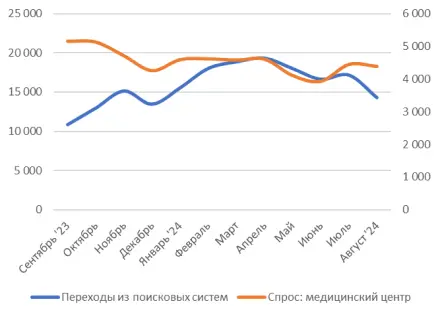 25 000
20 000
15 000
10 000
5 000
0
6 000
5 000
4 000
3 000
2 000
1 000
0
Сентябрь '23
Октябрь
Ноябрь
Декабрь
Январь '24
Февраль
Март
Апрель
Май
Июнь
Июль
Август '24
Переходы из поисковых систем
Спрос: медицинский центр